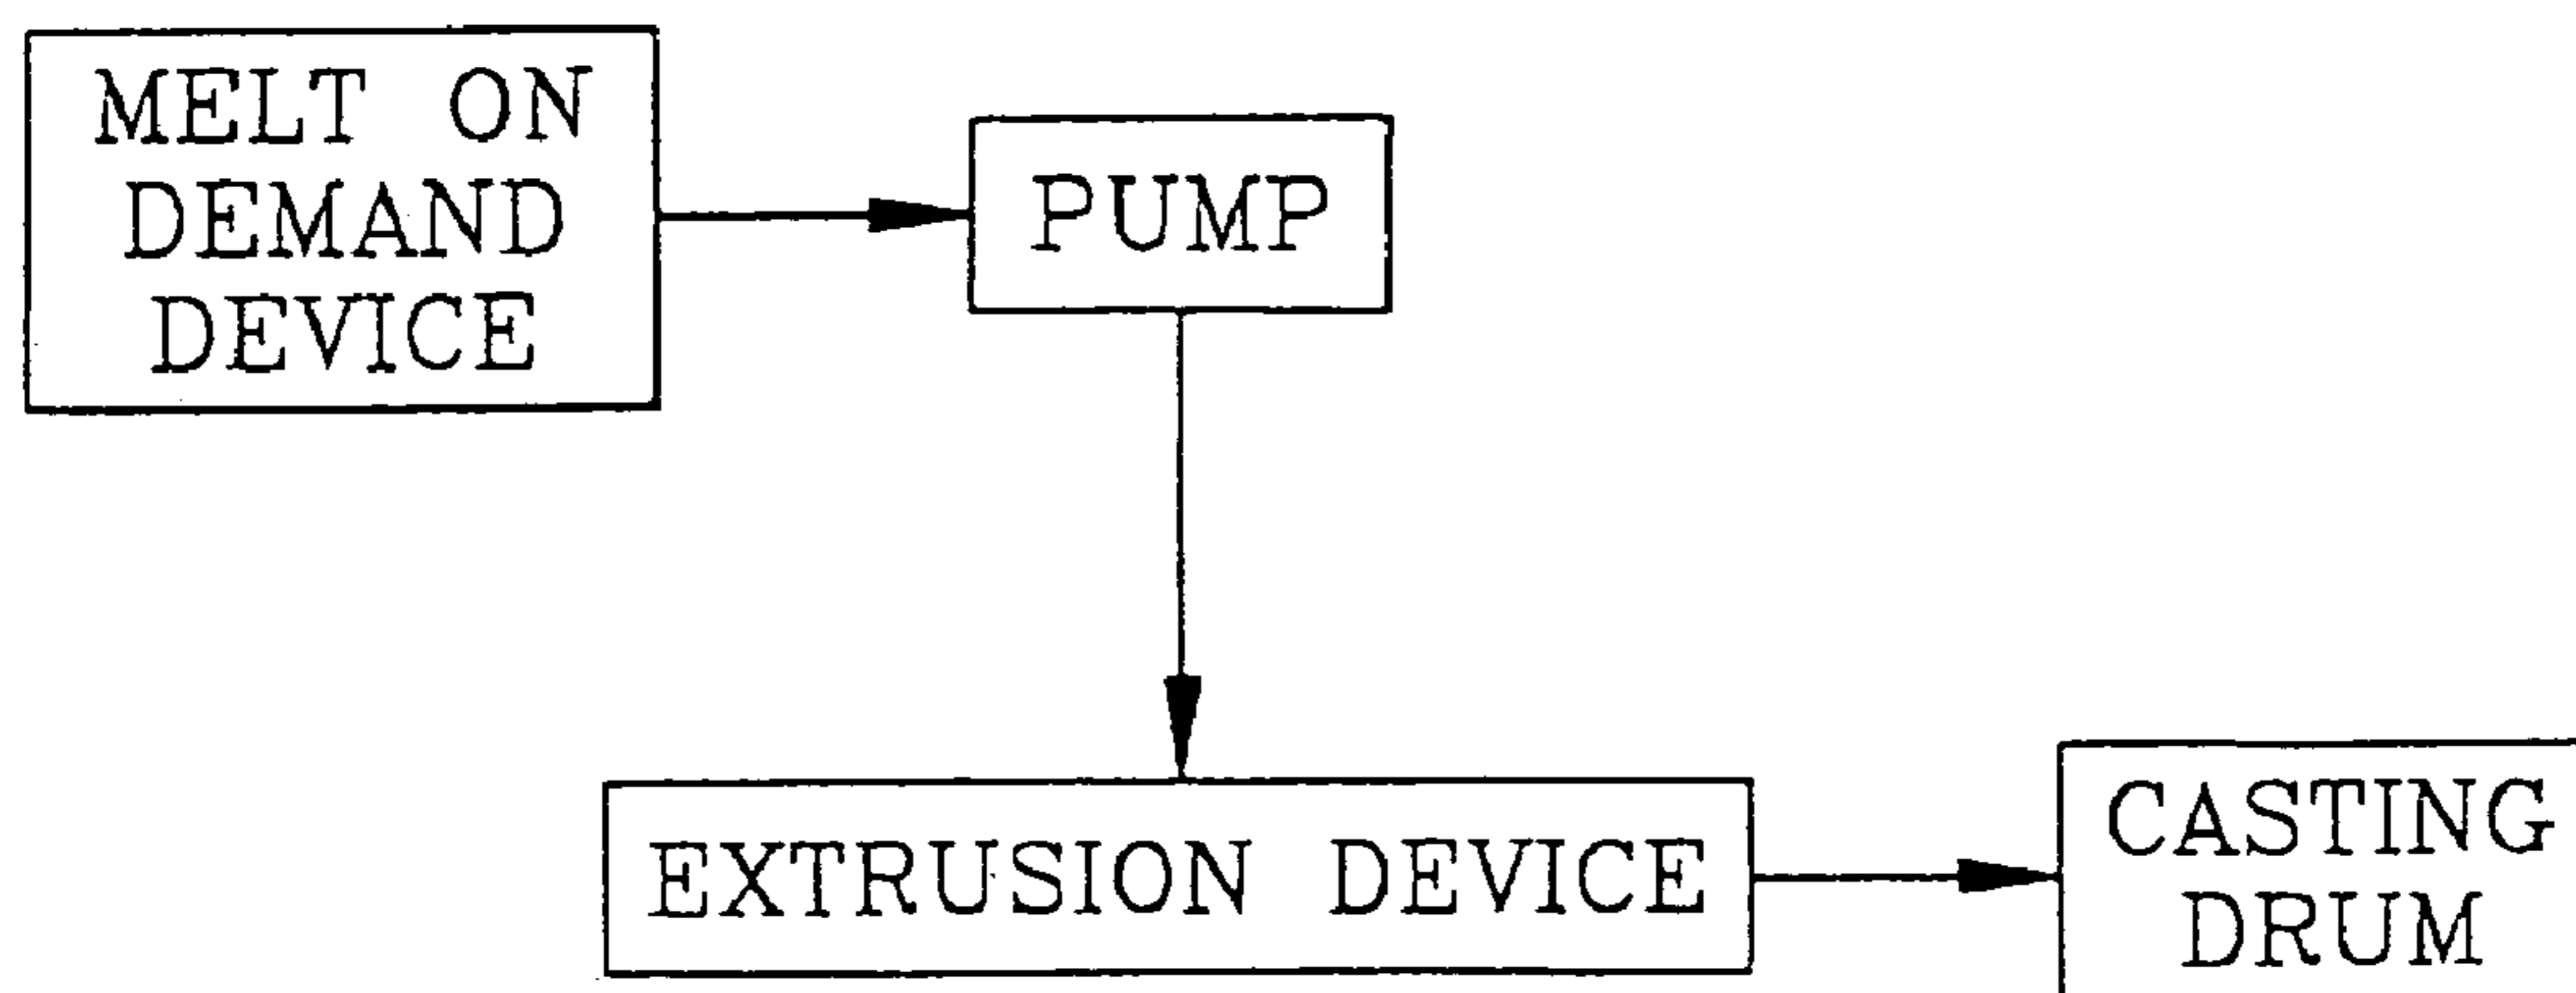 MELT ON
DEMAND
DEVICE
PUMP
EXTRUSION DEVICE
CASTING
DRUM